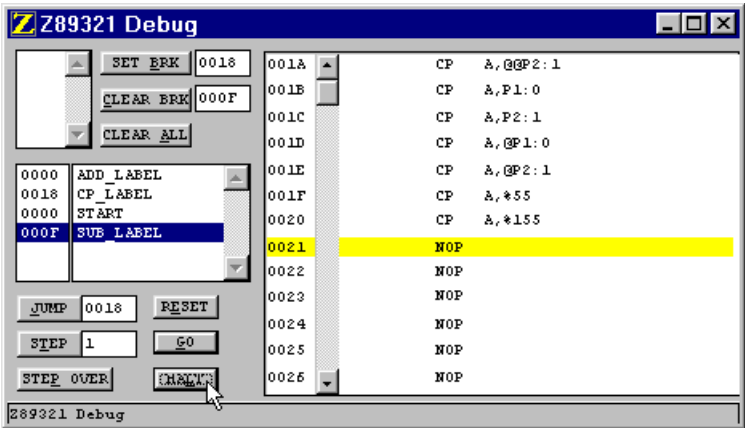 Z89321 Debug
SET BRK 0018
CLEAR BRK 000F
CLEAR ALL
0000 ADD_LABEL
0018 CP_LABEL
0000 START
000F SUB_LABEL
JUMP 0018 RESET
STEP 1 GO
STEP OVER HALT
001A CP A,@@P2:1
001B CP A,P1:0
001C CP A,P2:1
001D CP A,@P1:0
001E CP A,@P2:1
001F CP A,%55
0020 CP A,%155
0021 NOP
0022 NOP
0023 NOP
0024 NOP
0025 NOP
0026 NOP
Z89321 Debug